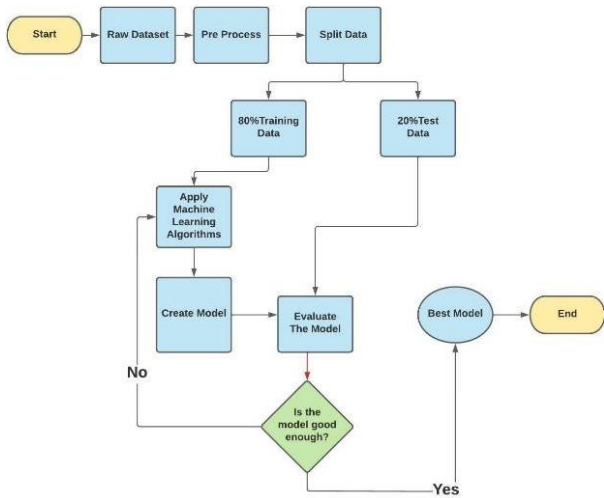 Start
Raw Dataset
Pre Process
Split Data
80%Training
Data
20%Test
Data
Apply
Machine
Learning
Algorithms
Create Model
Evaluate
The Model
Best Model
End
No
Is the
model good
enough?
Yes